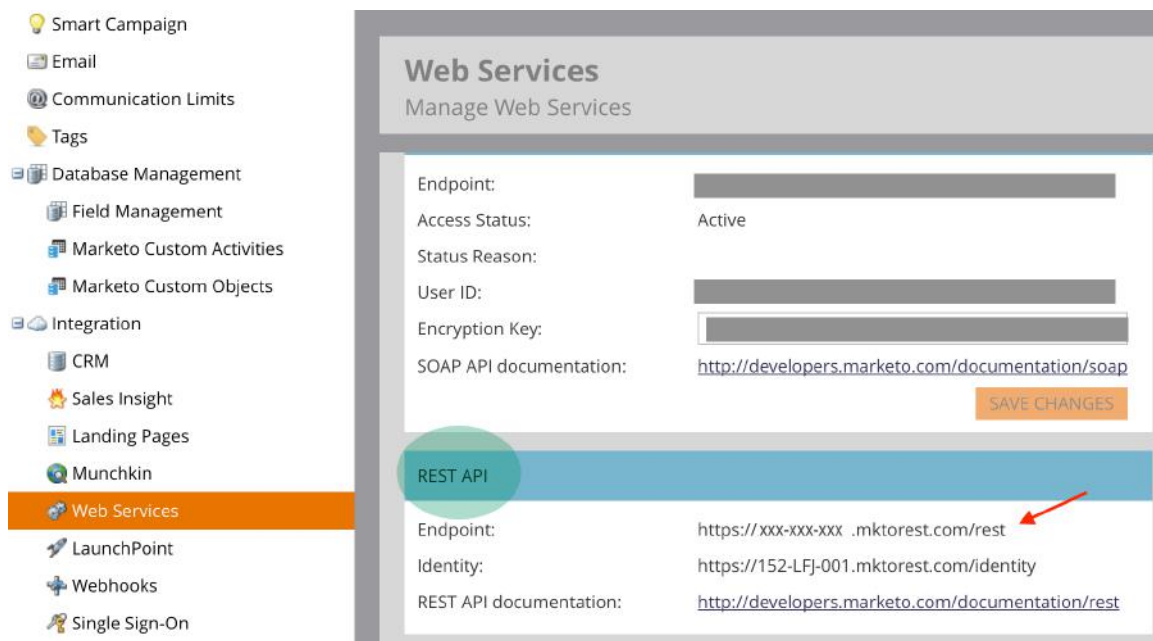 Smart Campaign
Email
Communication Limits
Tags
Database Management
Field Management
Marketo Custom Activities
Marketo Custom Objects
Integration
CRM
Sales Insight
Landing Pages
Munchkin
Web Services
LaunchPoint
Webhooks
Single Sign-On
Web Services
Manage Web Services
Endpoint:
Access Status: Active
Status Reason:
User ID:
Encryption Key:
SOAP API documentation: http://developers.marketo.com/documentation/soap
SAVE CHANGES
REST API
Endpoint: https://xxx-xxx-xxx .mktorest.com/rest
Identity: https://152-LFJ-001.mktorest.com/identity
REST API documentation: http://developers.marketo.com/documentation/rest